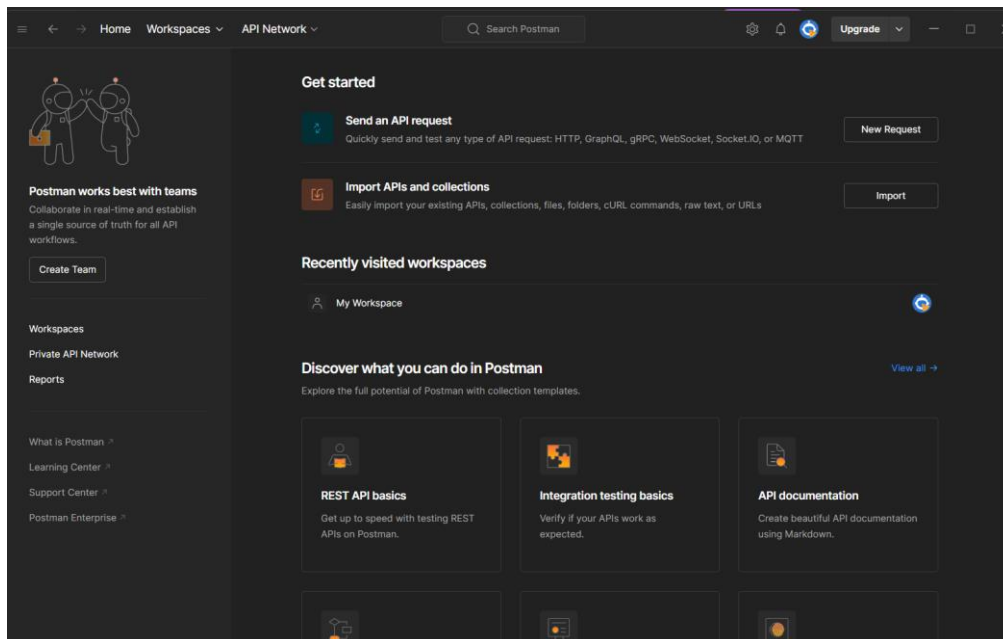 Home Workspaces API Network Search Postman Upgrade
Postman works best with teams
Collaborate in real-time and establish
a single source of truth for all API
workflows.
Create Team
Workspaces
Private API Network
Reports
What is Postman
Learning Center
Support Center
Postman Enterprise
Get started
Send an API request
Quickly send and test any type of API request: HTTP, GraphQL, gRPC, WebSocket, Socket.IO, or MQTT
New Request
Import APIs and collections
Easily import your existing APIs, collections, files, folders, cURL commands, raw text, or URLs
Import
Recently visited workspaces
My Workspace
Discover what you can do in Postman
View all →
Explore the full potential of Postman with collection templates.
REST API basics
Get up to speed with testing REST
APIs on Postman.
Integration testing basics
Verify if your APIs work as
expected.
API documentation
Create beautiful API documentation
using Markdown.